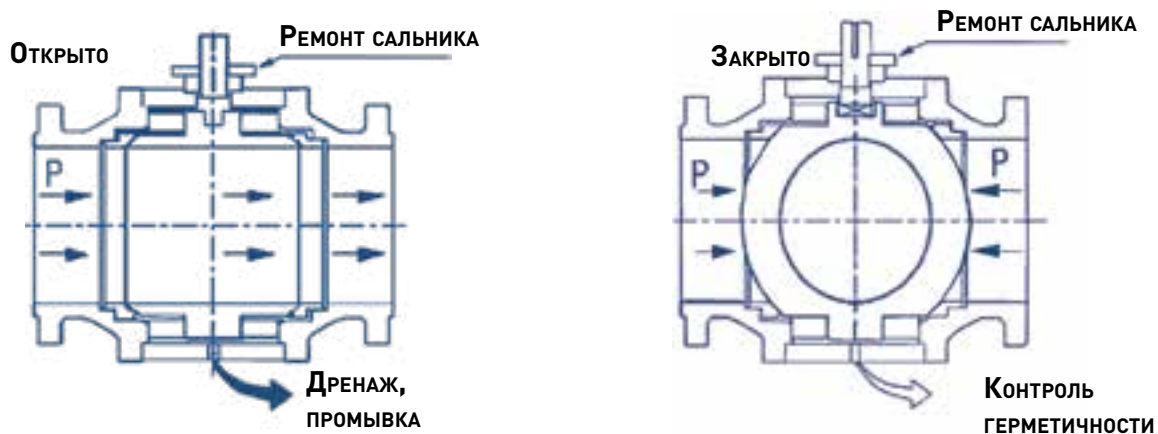 Открыто
Ремонт сальника
P
Дренаж,
промывка
Закрыто
Ремонт сальника
P
P
Контроль
герметичности